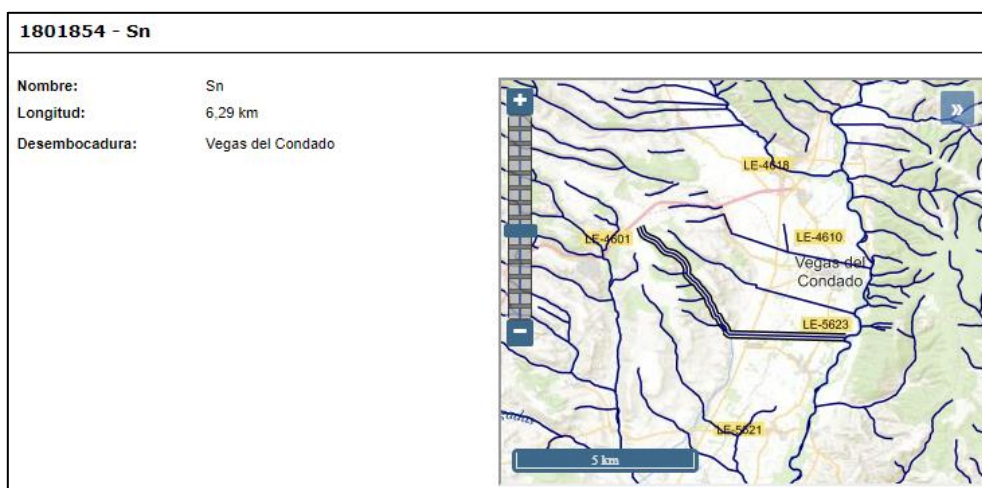 1801854 - Sn
Nombre: Sn
Longitud: 6,29 km
Desembocadura: Vegas del Condado
+
»
LE-4618
LE-4601
LE-4610
Vegas del
Condado
LE-5623
LE-5621
5 km